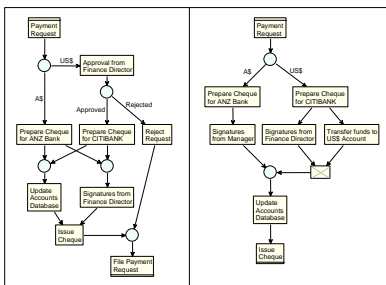 Payment
Request
US$
Approval from
Finance Director
A$
Approved
Rejected
Prepare Cheque
for ANZ Bank
Prepare Cheque
for CITIBANK
Reject
Request
Update
Accounts
Database
Signatures from
Finance Director
Issue
Cheque
File Payment
Request
Payment
Request
A$
US$
Prepare Cheque
for ANZ Bank
Prepare Cheque
for CITIBANK
Signatures
from Manager
Signatures from
Finance Director
Transfer funds to
US$ Account
Update
Accounts
Database
Issue
Cheque